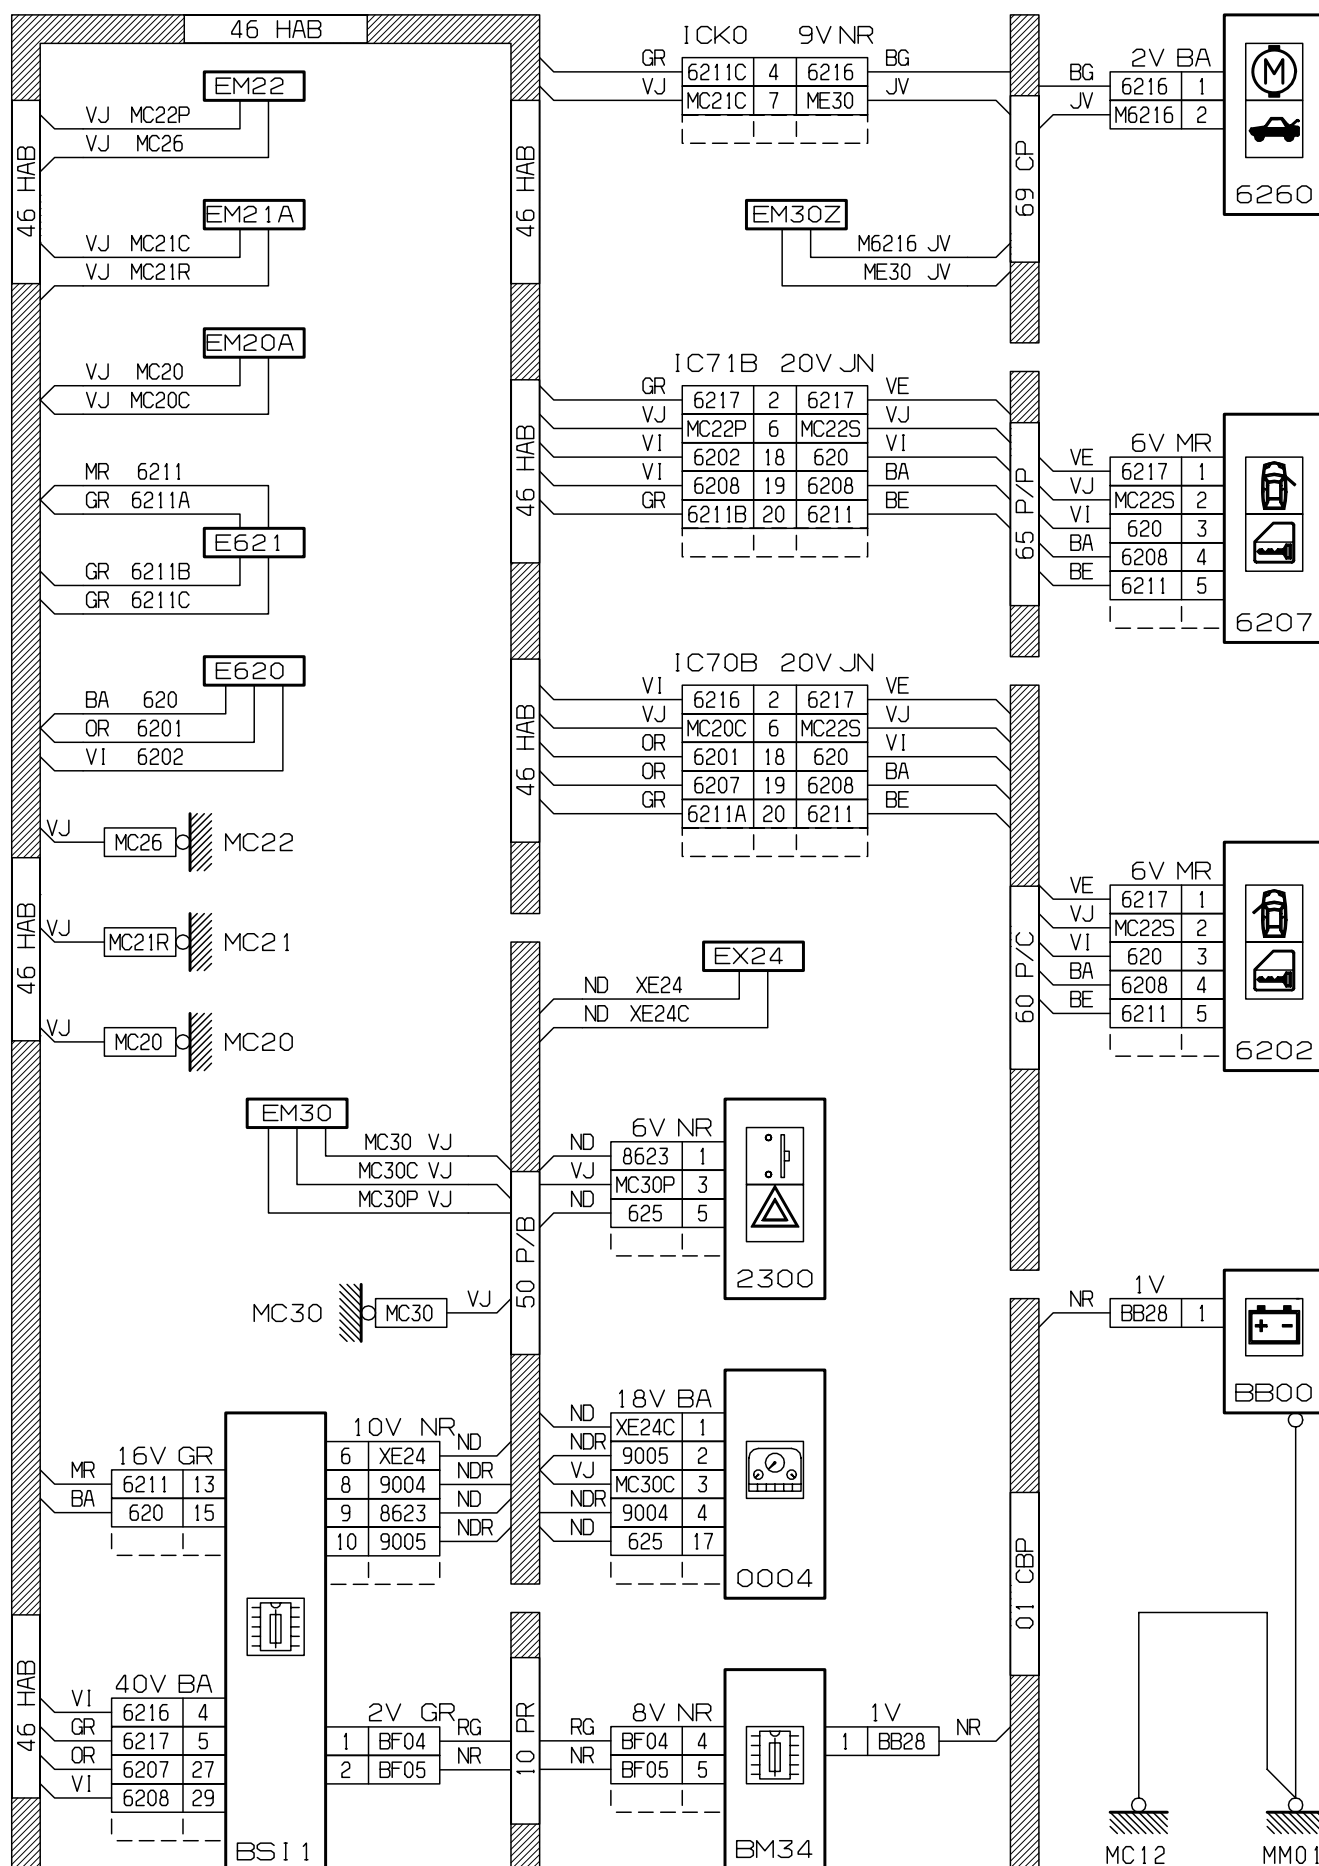 46 HAB
46 HAB
EM22
VJ MC22P
VJ MC26
EM21A
VJ MC21C
VJ MC21R
EM20A
VJ MC20
VJ MC20C
MR 6211
GR 6211A
E621
GR 6211B
GR 6211C
E620
BA 620
OR 6201
VI 6202
46 HAB
VJ MC26 MC22
VJ MC21R MC21
VJ MC20 MC20
46 HAB
ICK0 9V NR
GR 6211C 4 6216 BG
VJ MC21C 7 ME30 JV
69 CP
2V BA
BG 6216 1
JV M6216 2
M
6260
EM30Z
M6216 JV
ME30 JV
46 HAB
IC71B 20V JN
GR 6217 2 6217 VE
VJ MC22P 6 MC22S VJ
VI 6202 18 620 VI
VI 6208 19 6208 BA
GR 6211B 20 6211 BE
65 P/P
6V MR
VE 6217 1
VJ MC22S 2
VI 620 3
BA 6208 4
BE 6211 5
6207
46 HAB
IC70B 20V JN
VI 6216 2 6217 VE
VJ MC20C 6 MC22S VJ
OR 6201 18 620 VI
OR 6207 19 6208 BA
GR 6211A 20 6211 BE
60 P/C
6V MR
VE 6217 1
VJ MC22S 2
VI 620 3
BA 6208 4
BE 6211 5
6202
EX24
ND XE24
ND XE24C
EM30
MC30 VJ
MC30C VJ
MC30P VJ
50 P/B
6V NR
ND 8623 1
VJ MC30P 3
ND 625 5
2300
MC30 MC30 VJ
1V
NR BB28 1
+ -
BB00
18V BA
ND XE24C 1
NDR 9005 2
VJ MC30C 3
NDR 9004 4
ND 625 17
0004
16V GR
MR 6211 13
BA 620 15
10V NR
6 XE24 ND
8 9004 NDR
9 8623 ND
10 9005 NDR
01 CBP
46 HAB
40V BA
VI 6216 4
GR 6217 5
OR 6207 27
VI 6208 29
BSI1
2V GR
1 BF04 RG
2 BF05 NR
10 PR
8V NR
RG BF04 4
NR BF05 5
BM34
1V
1 BB28 NR
MC12
MM01